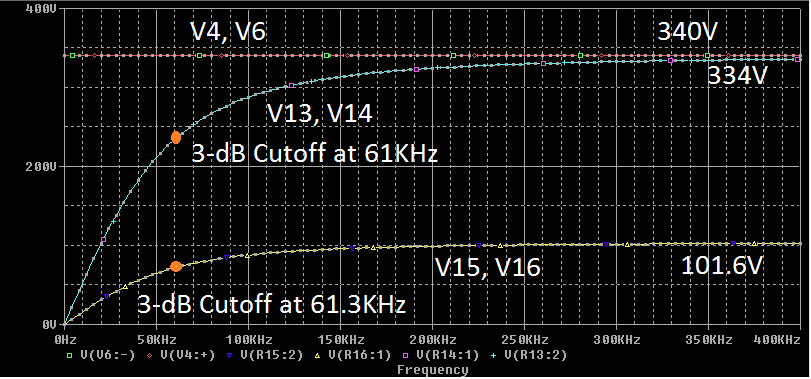 400V
V4, V6
340V
334V
V13, V14
3-dB Cutoff at 61KHz
200V
V15, V16
101.6V
3-dB Cutoff at 61.3KHz
0V
0Hz 50KHz 100KHz 150KHz 200KHz 250KHz 300KHz 350KHz 400KHz
V(V6:-) V(V4:+) V(R15:2) V(R16:1) V(R14:1) V(R13:2)
Frequency